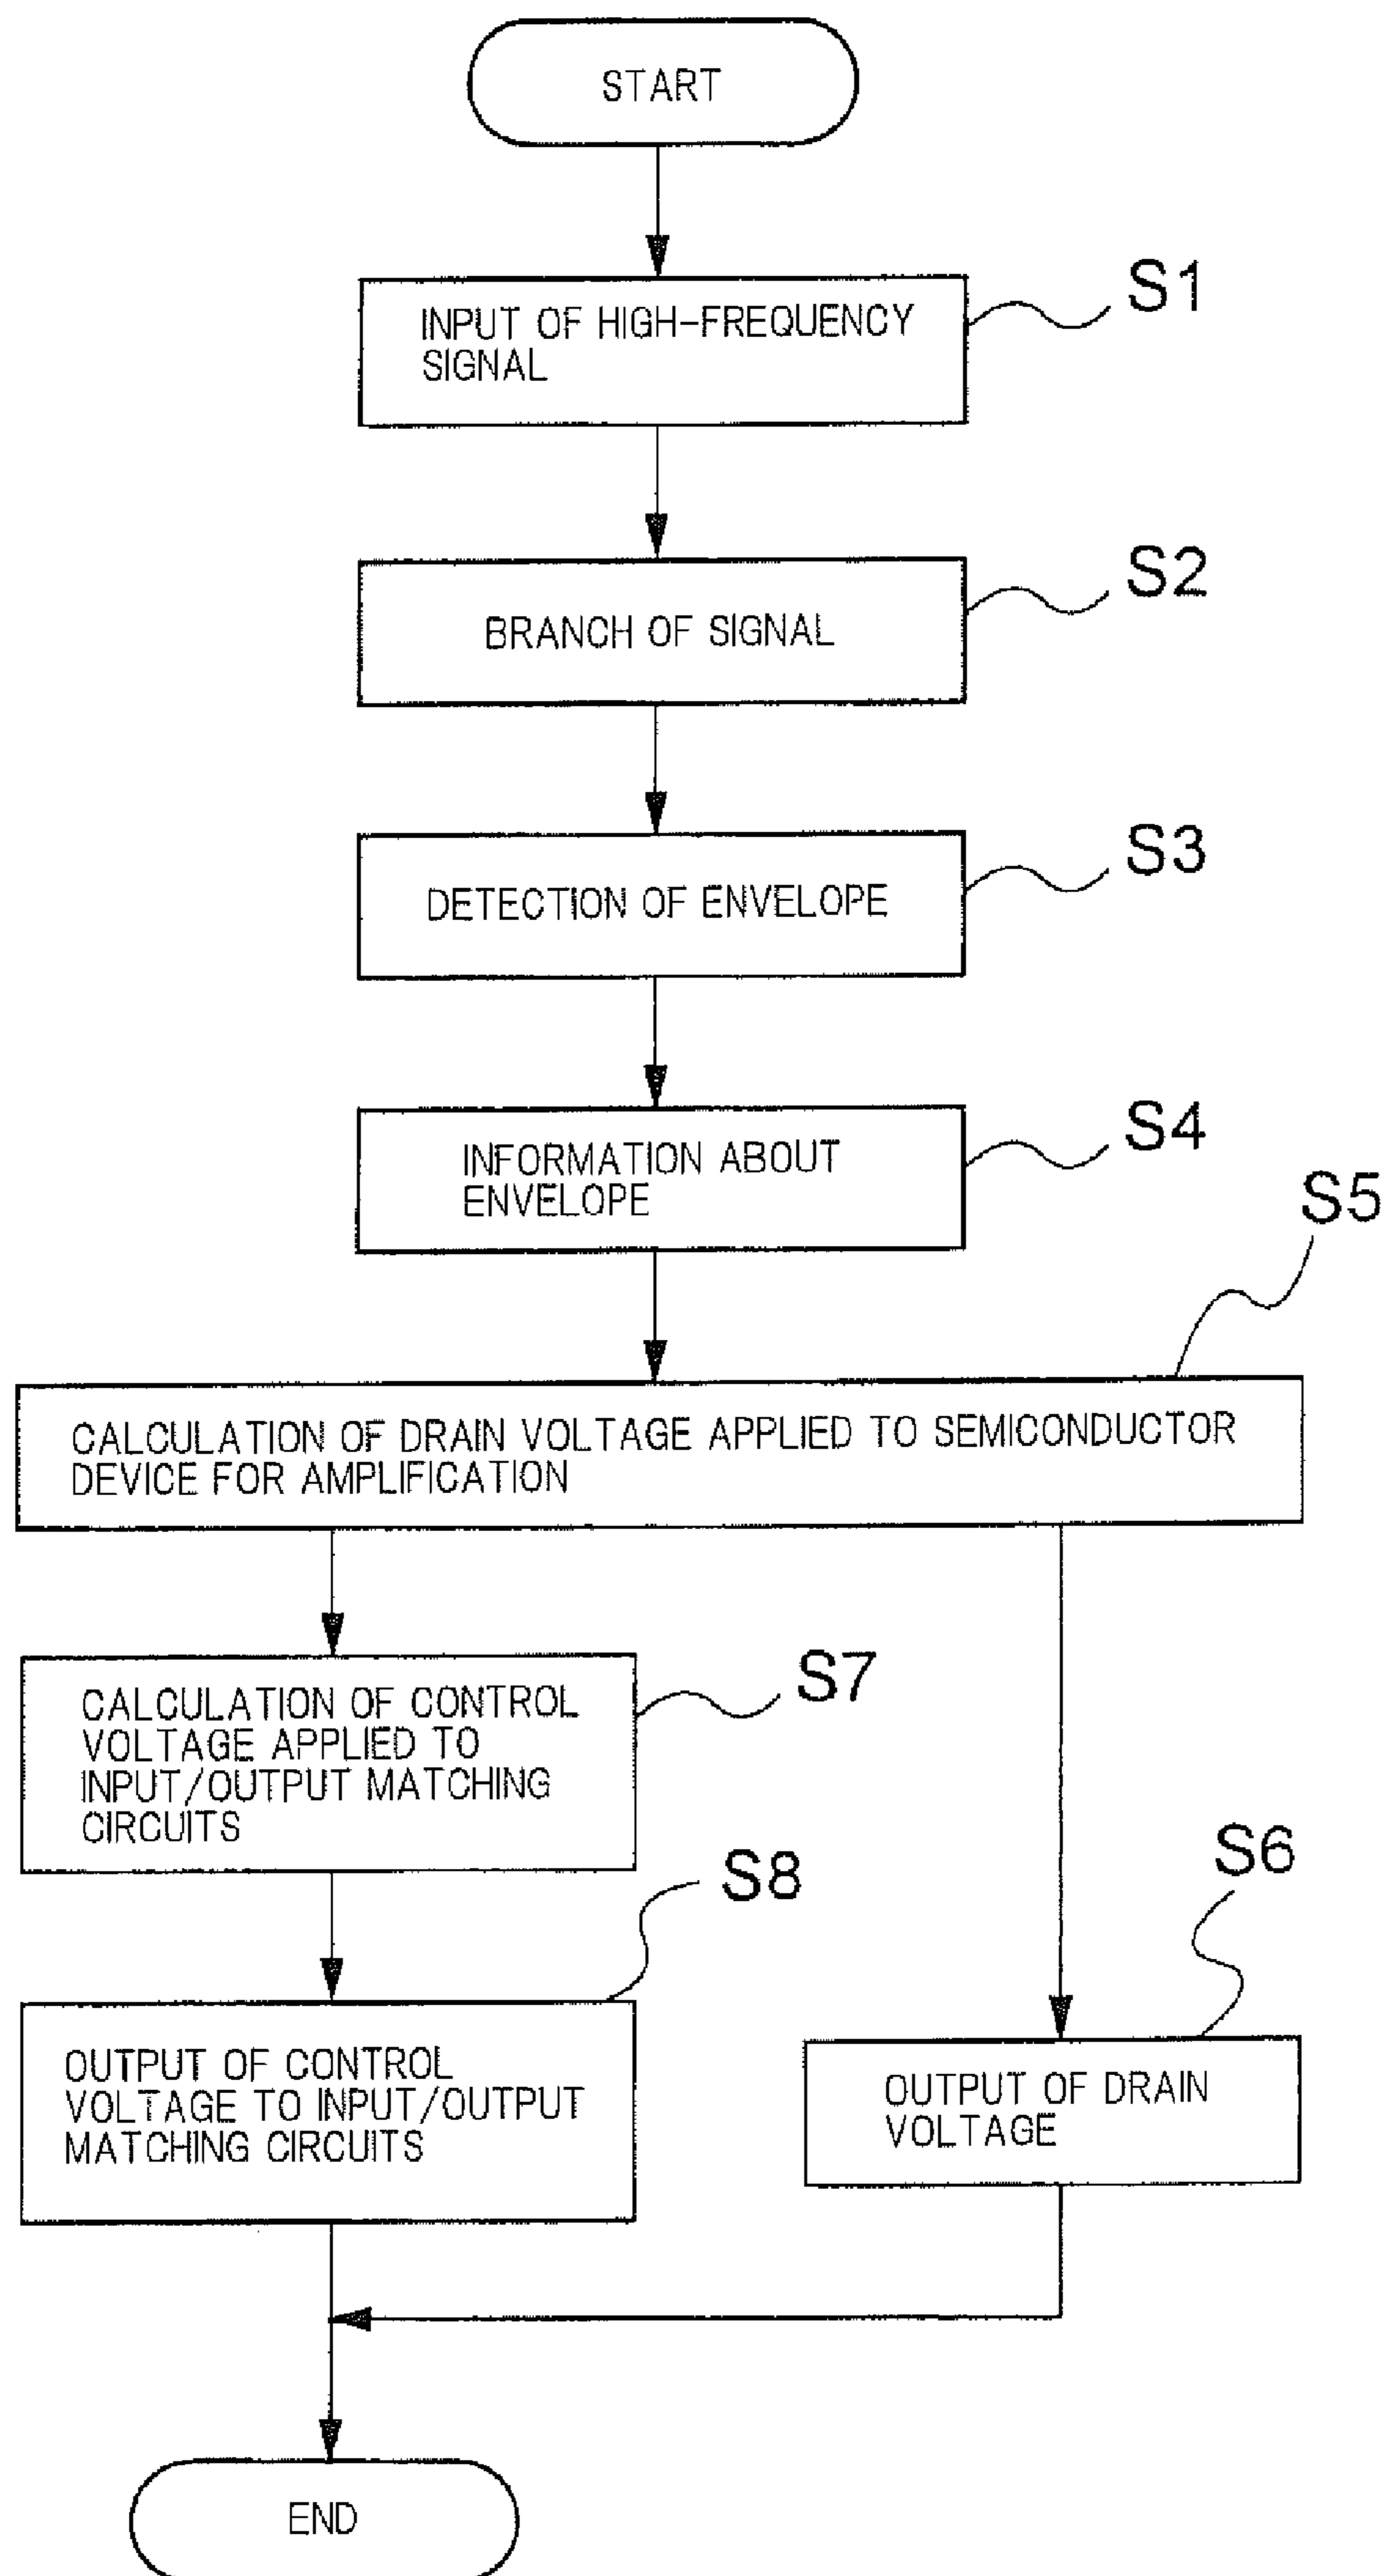 START
INPUT OF HIGH-FREQUENCY
SIGNAL
S1
BRANCH OF SIGNAL
S2
DETECTION OF ENVELOPE
S3
INFORMATION ABOUT
ENVELOPE
S4
S5
CALCULATION OF DRAIN VOLTAGE APPLIED TO SEMICONDUCTOR
DEVICE FOR AMPLIFICATION
CALCULATION OF CONTROL
VOLTAGE APPLIED TO
INPUT/OUTPUT MATCHING
CIRCUITS
S7
S8
OUTPUT OF CONTROL
VOLTAGE TO INPUT/OUTPUT
MATCHING CIRCUITS
S6
OUTPUT OF DRAIN
VOLTAGE
END